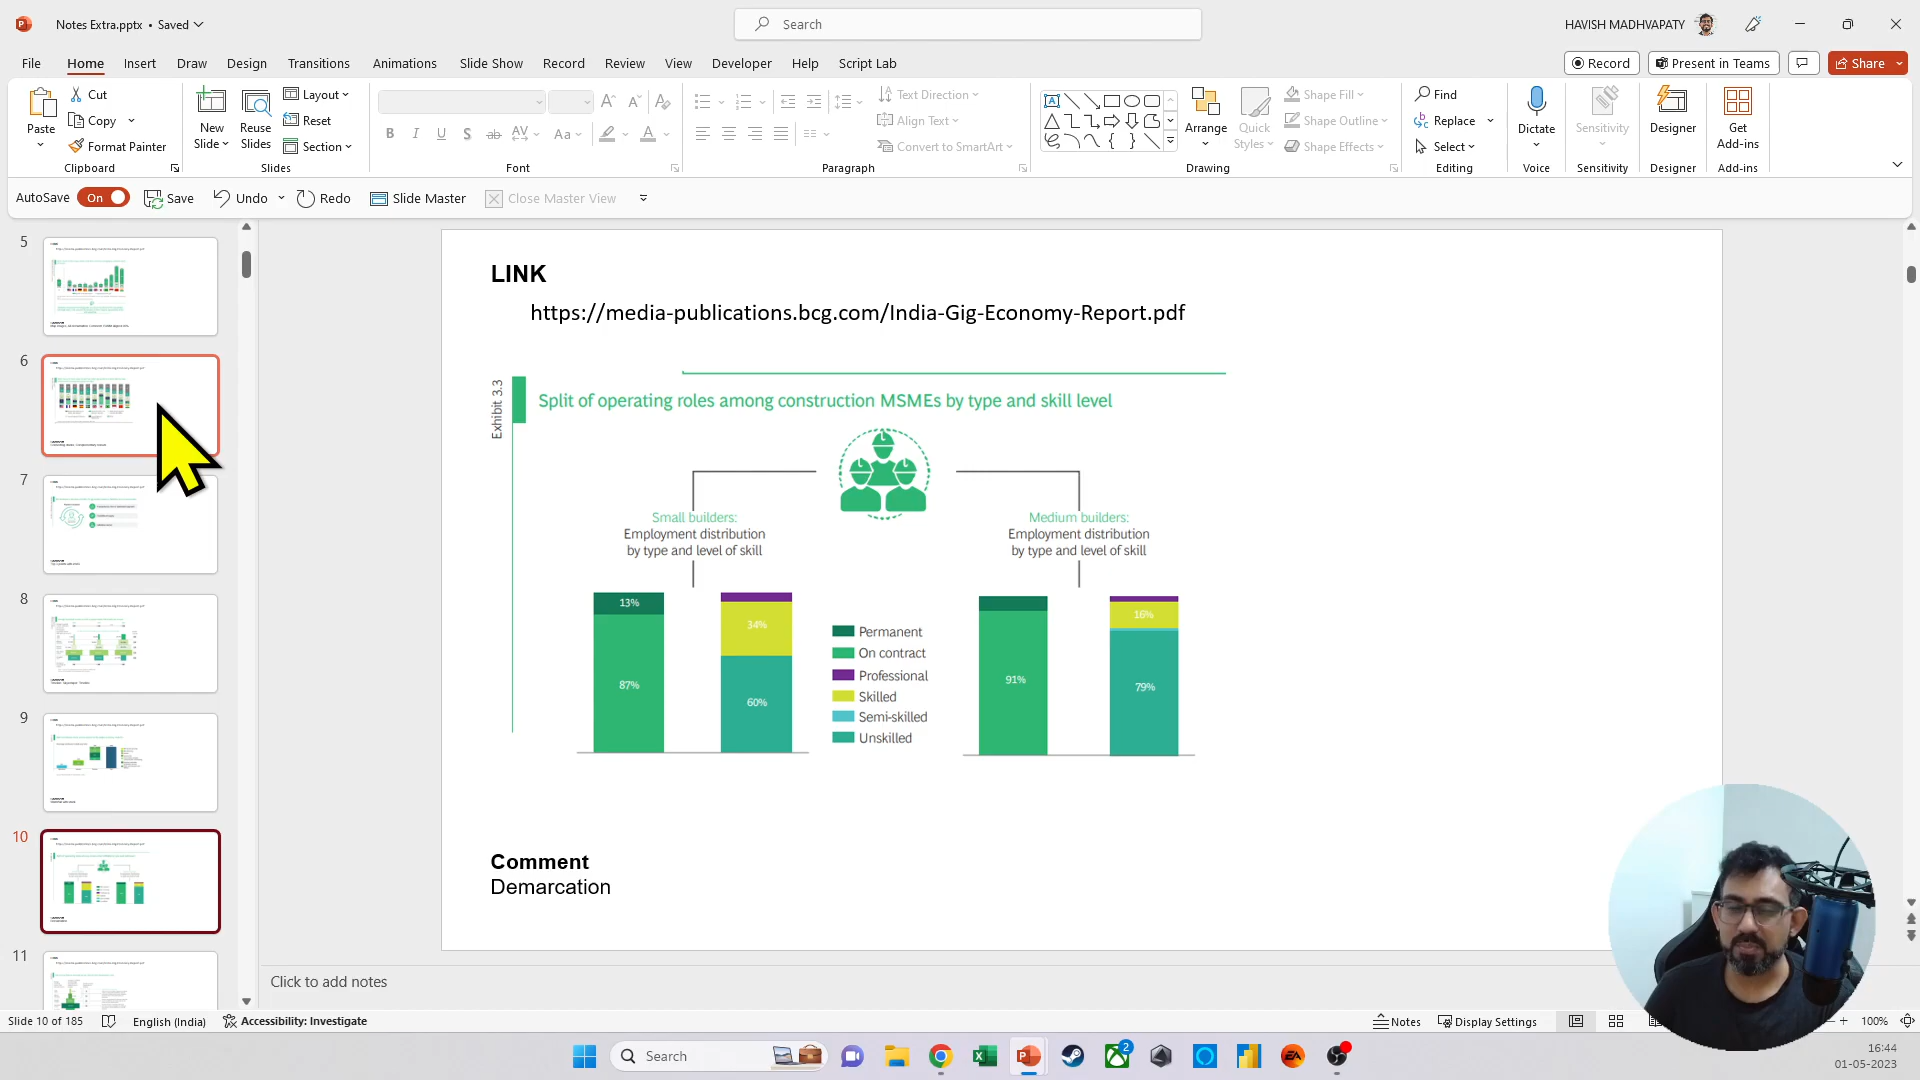 Notes Extra.pptx • Saved
Search
HAVISH MADHVAPATY
File
Home
Insert
Draw
Design
Transitions
Animations
Slide Show
Record
Review
View
Developer
Help
Script Lab
Record
Present in Teams
Share
Paste
Cut
Copy
Format Painter
Clipboard
New Slide
Reuse Slides
Layout
Reset
Section
Slides
Font
Text Direction
Align Text
Convert to SmartArt
Paragraph
Arrange
Quick Styles
Shape Fill
Shape Outline
Shape Effects
Drawing
Find
Replace
Select
Editing
Dictate
Voice
Sensitivity
Sensitivity
Designer
Designer
Get Add-ins
Add-ins
AutoSave On
Save
Undo
Redo
Slide Master
Close Master View
5
6
7
8
9
10
11
LINK
https://media-publications.bcg.com/India-Gig-Economy-Report.pdf
Exhibit 3.3
Split of operating roles among construction MSMEs by type and skill level
Small builders:
Employment distribution
by type and level of skill
Medium builders:
Employment distribution
by type and level of skill
13%
87%
34%
60%
Permanent
On contract
Professional
Skilled
Semi-skilled
Unskilled
91%
16%
79%
Comment
Demarcation
Click to add notes
Slide 10 of 185
English (India)
Accessibility: Investigate
Notes
Display Settings
100%
Search
2
16:44
01-05-2023